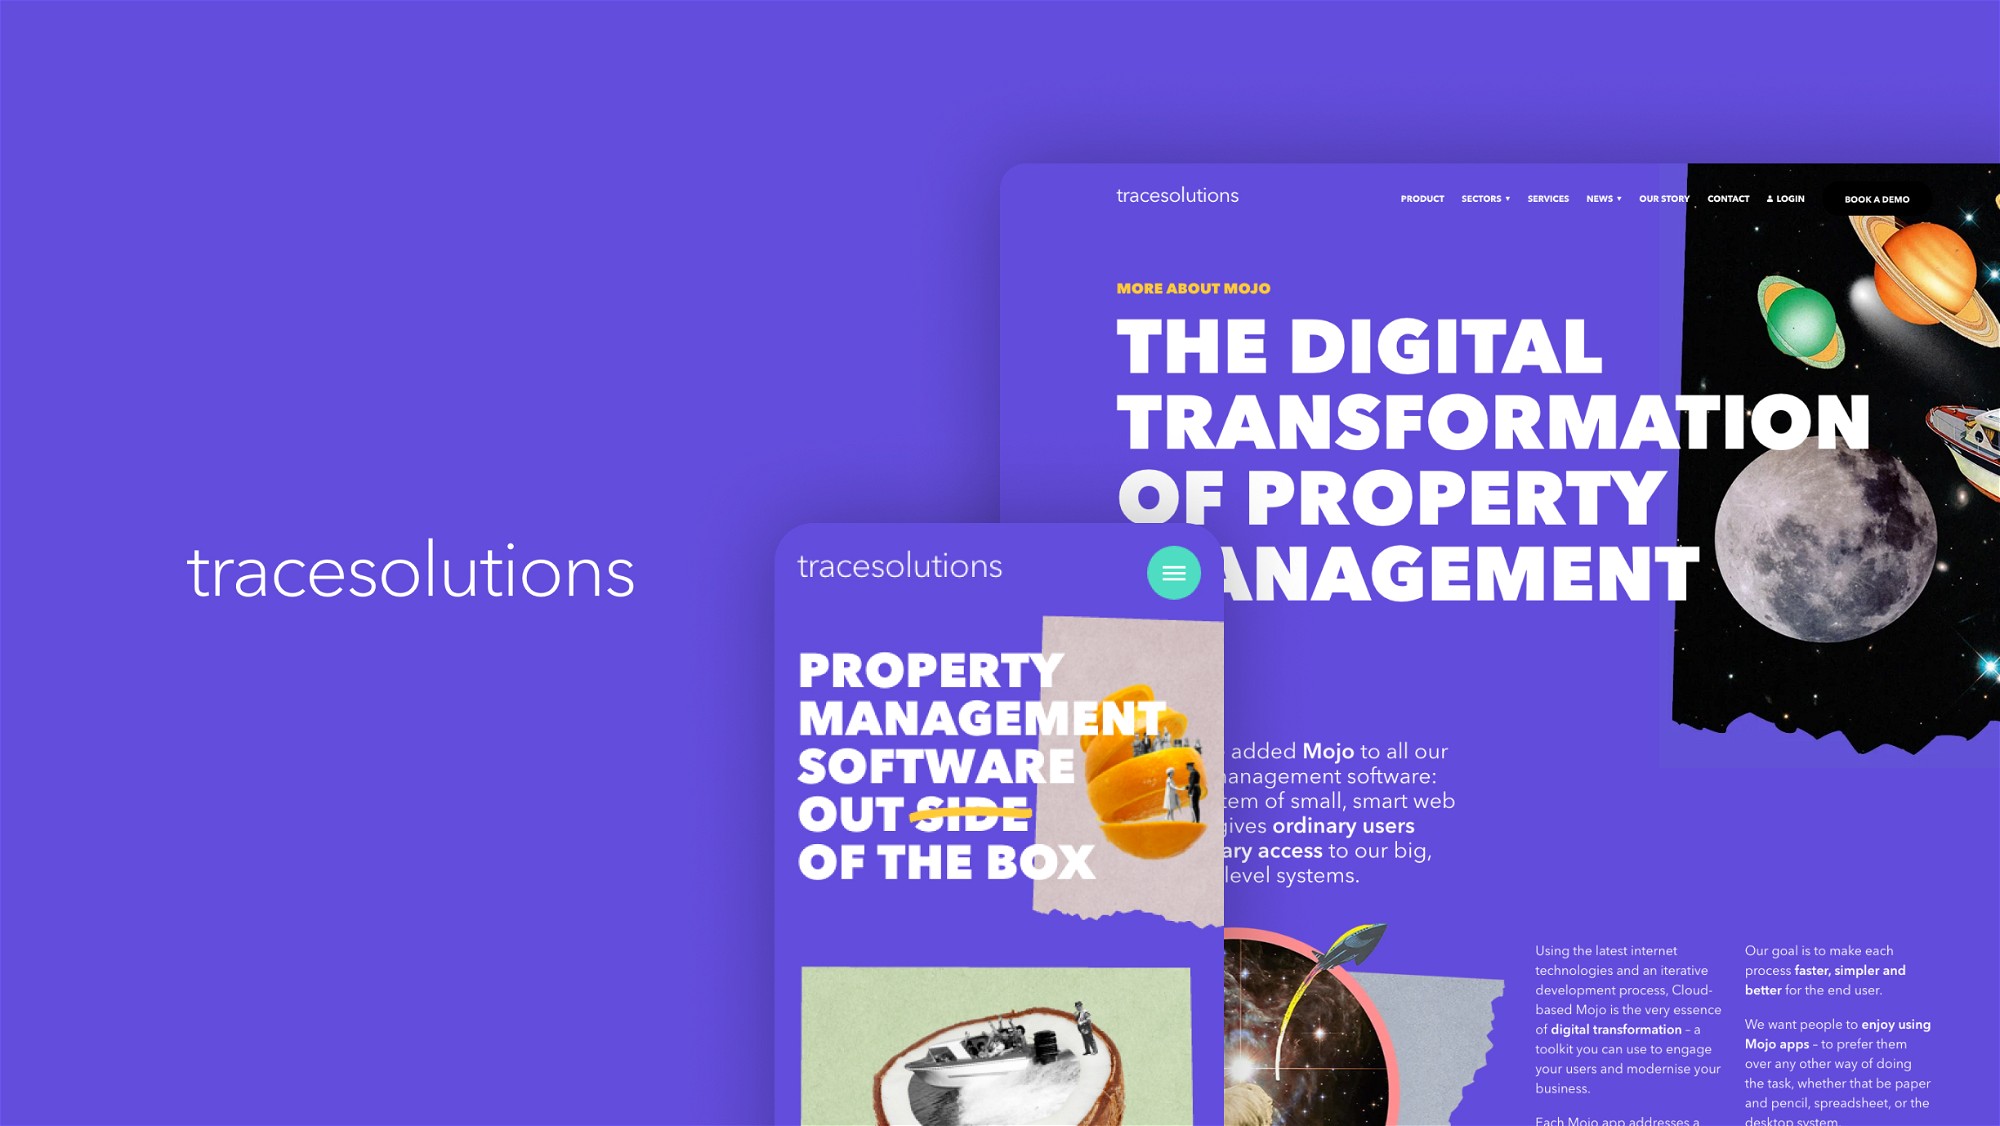 tracesolutions
tracesolutions
PRODUCT SECTORS SERVICES NEWS OUR STORY CONTACT LOGIN BOOK A DEMO
MORE ABOUT MOJO
THE DIGITAL
TRANSFORMATION
OF PROPERTY
ANAGEMENT
tracesolutions
PROPERTY
MANAGEMENT
SOFTWARE
OUT SIDE
OF THE BOX
added Mojo to all our
anagement software:
tem of small, smart web
gives ordinary users
ary access to our big,
level systems.
Using the latest internet
technologies and an iterative
development process, Cloud-
based Mojo is the very essence
of digital transformation – a
toolkit you can use to engage
your users and modernise your
business.
Each Mojo app addresses a
Our goal is to make each
process faster, simpler and
better for the end user.
We want people to enjoy using
Mojo apps – to prefer them
over any other way of doing
the task, whether that be paper
and pencil, spreadsheet, or the
desktop system.